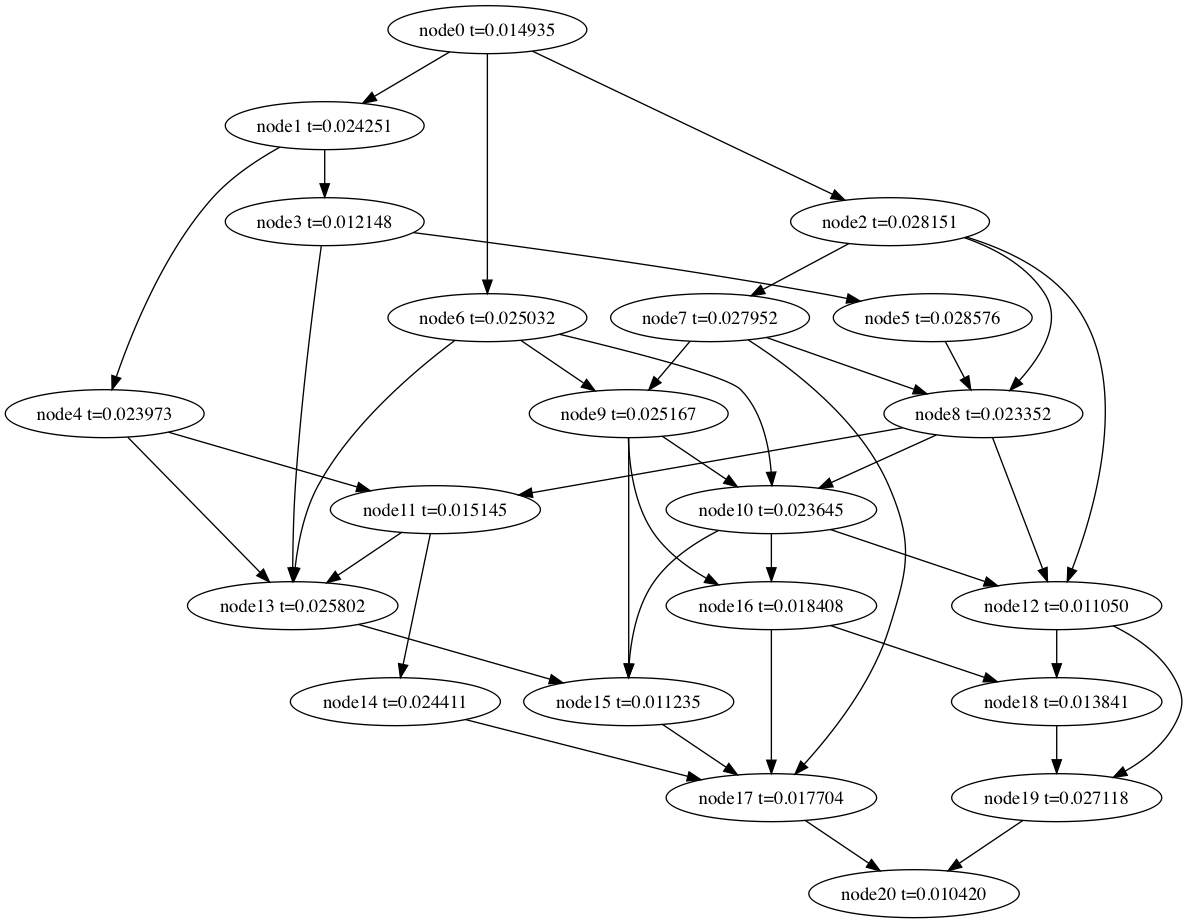 node0 t=0.014935
node1 t=0.024251
node3 t=0.012148
node2 t=0.028151
node6 t=0.025032
node7 t=0.027952
node5 t=0.028576
node4 t=0.023973
node9 t=0.025167
node8 t=0.023352
node11 t=0.015145
node10 t=0.023645
node13 t=0.025802
node16 t=0.018408
node12 t=0.011050
node14 t=0.024411
node15 t=0.011235
node18 t=0.013841
node17 t=0.017704
node19 t=0.027118
node20 t=0.010420